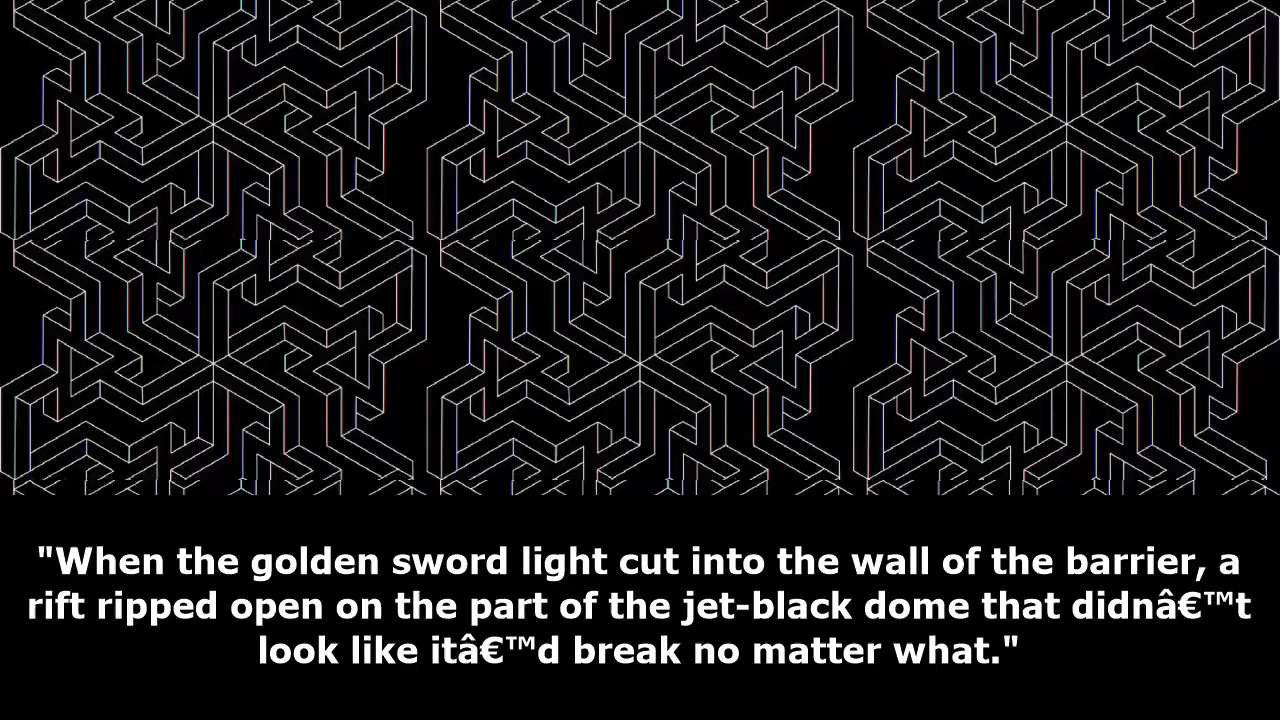 "When the golden sword light cut into the wall of the barrier, a
rift ripped open on the part of the jet-black dome that didnâ€™t
look like itâ€™d break no matter what."